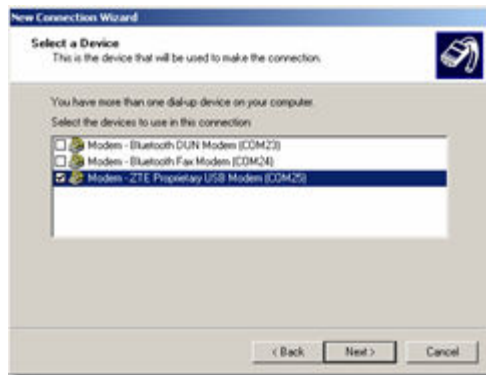 New Connection Wizard
Select a Device
This is the device that will be used to make the connection.
You have more than one dial-up device on your computer.
Select the devices to use in this connection:
Modem - Bluetooth DUN Modem (COM23)
Modem - Bluetooth Fax Modem (COM24)
Modem - ZTE Proprietary USB Modem (COM25)
< Back
Next >
Cancel